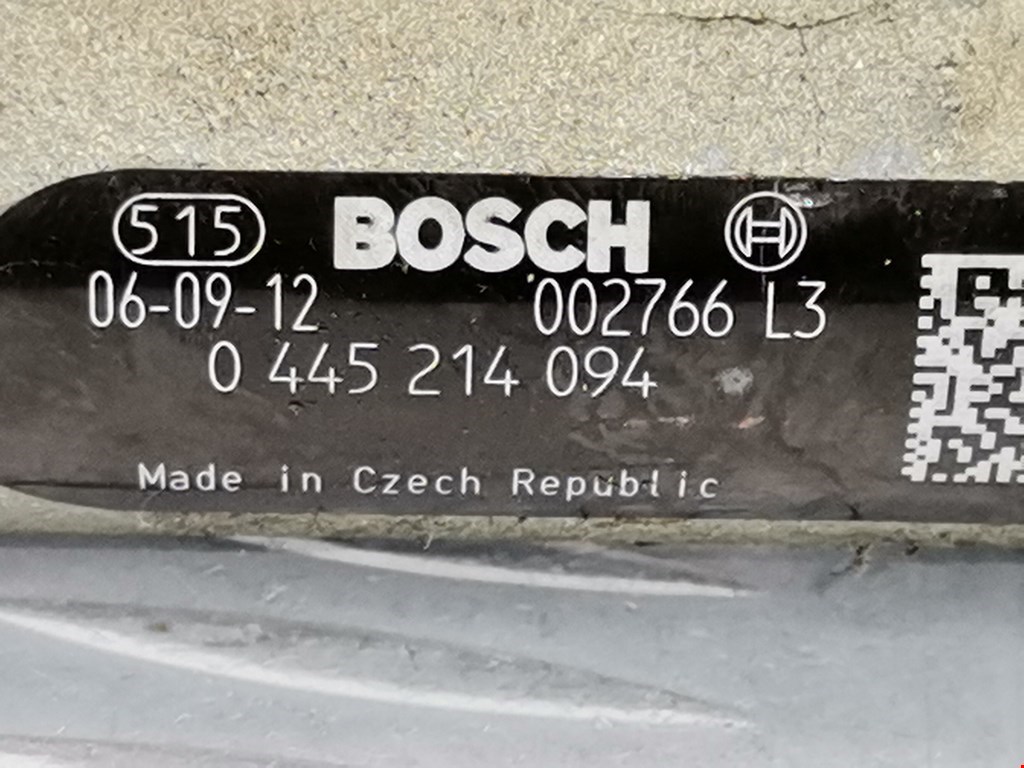 515 BOSCH
06-09-12 002766 L3
0 445 214 094
Made in Czech Republic